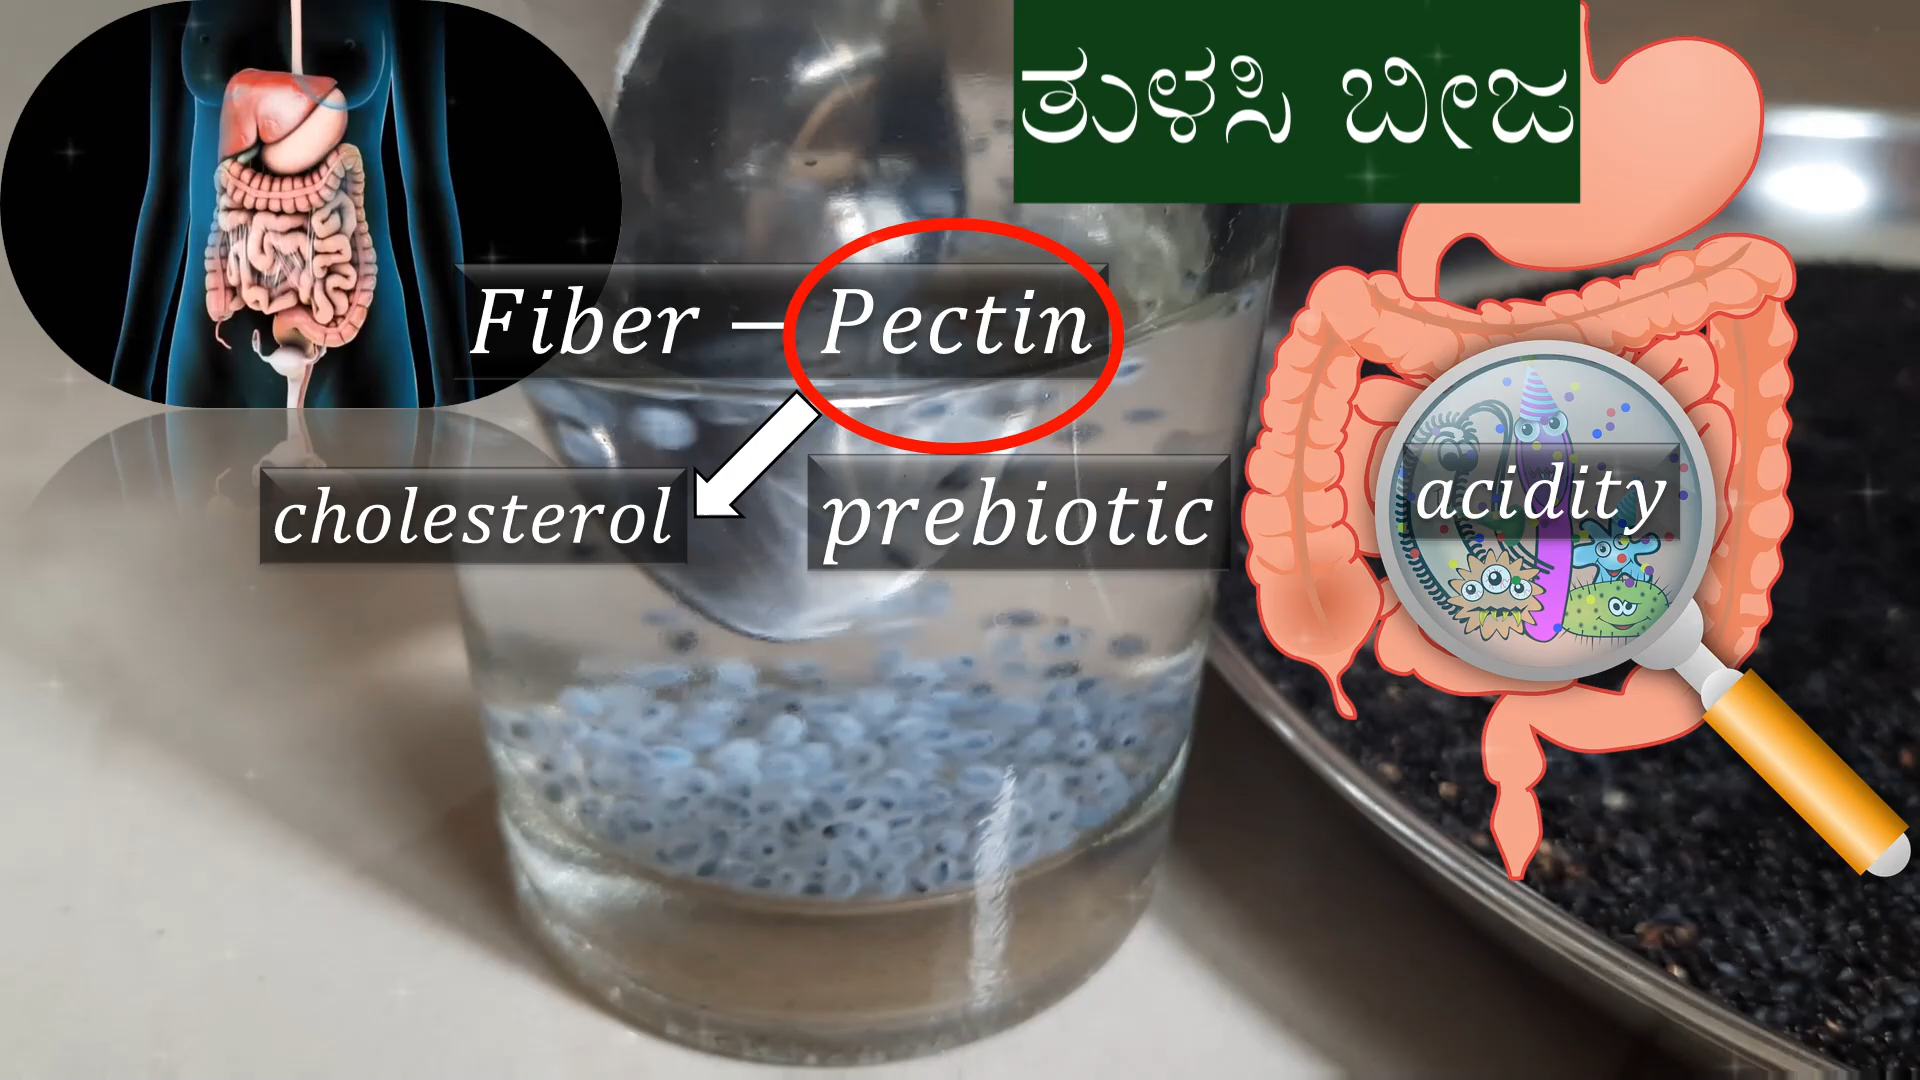 ತುಳಸಿ ಬೀಜ
Fiber – Pectin
cholesterol
prebiotic
acidity